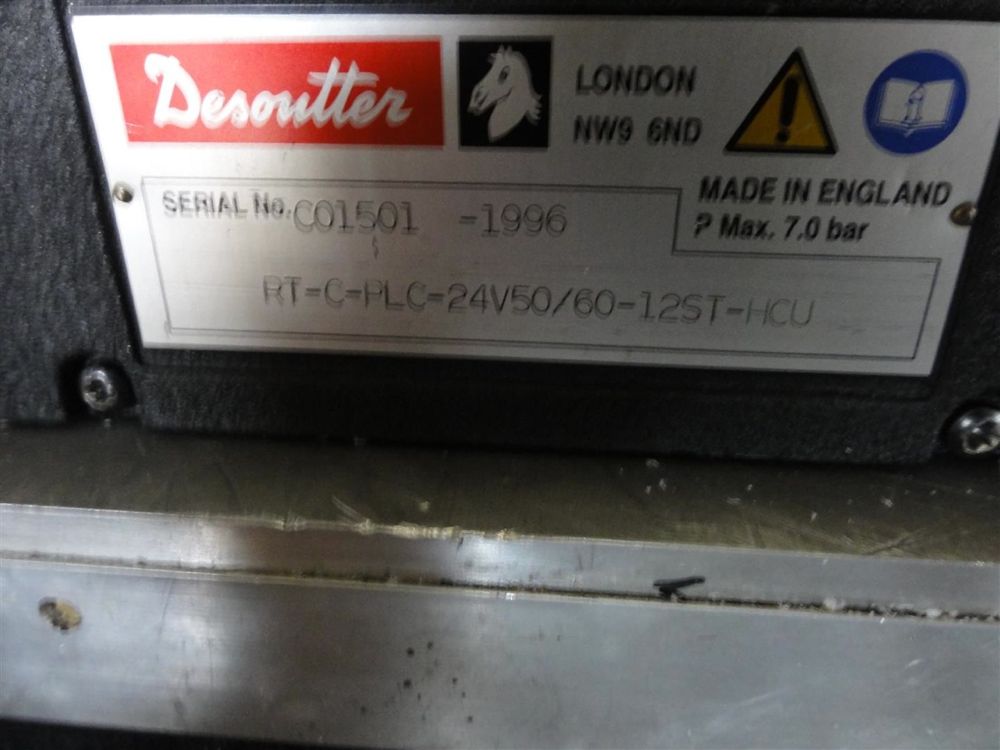 Desoutter
LONDON
NW9 6ND
SERIAL No. C01501 -1996
MADE IN ENGLAND
P Max. 7.0 bar
RT-C-PLC-24V50/60-12ST-HCU